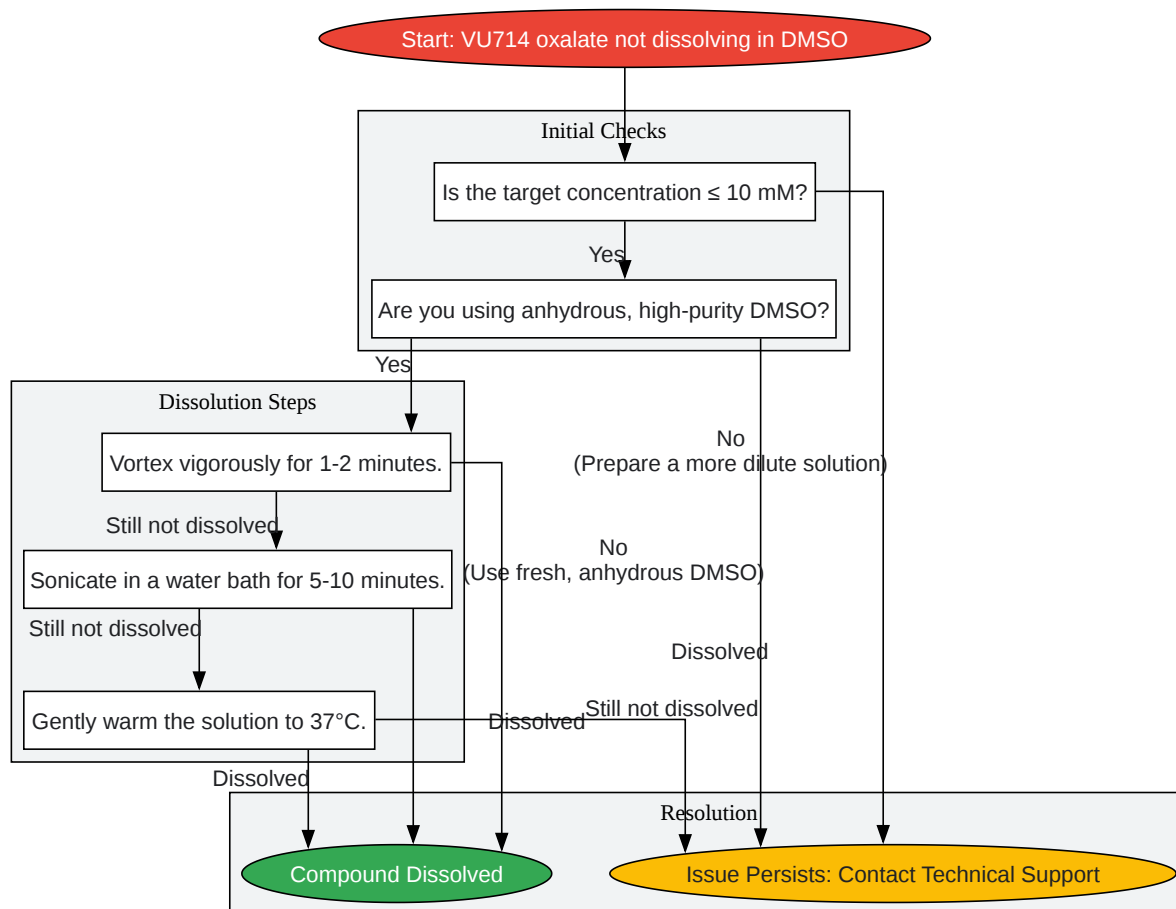 Start: VU714 oxalate not dissolving in DMSO
Initial Checks
Is the target concentration ≤ 10 mM?
Yes
Are you using anhydrous, high-purity DMSO?
Yes
Dissolution Steps
Vortex vigorously for 1-2 minutes.
No
(Prepare a more dilute solution)
Still not dissolved
Sonicate in a water bath for 5-10 minutes.
No
(Use fresh, anhydrous DMSO)
Still not dissolved
Dissolved
Gently warm the solution to 37°C.
Dissolved
Still not dissolved
Dissolved
Resolution
Compound Dissolved
Issue Persists: Contact Technical Support